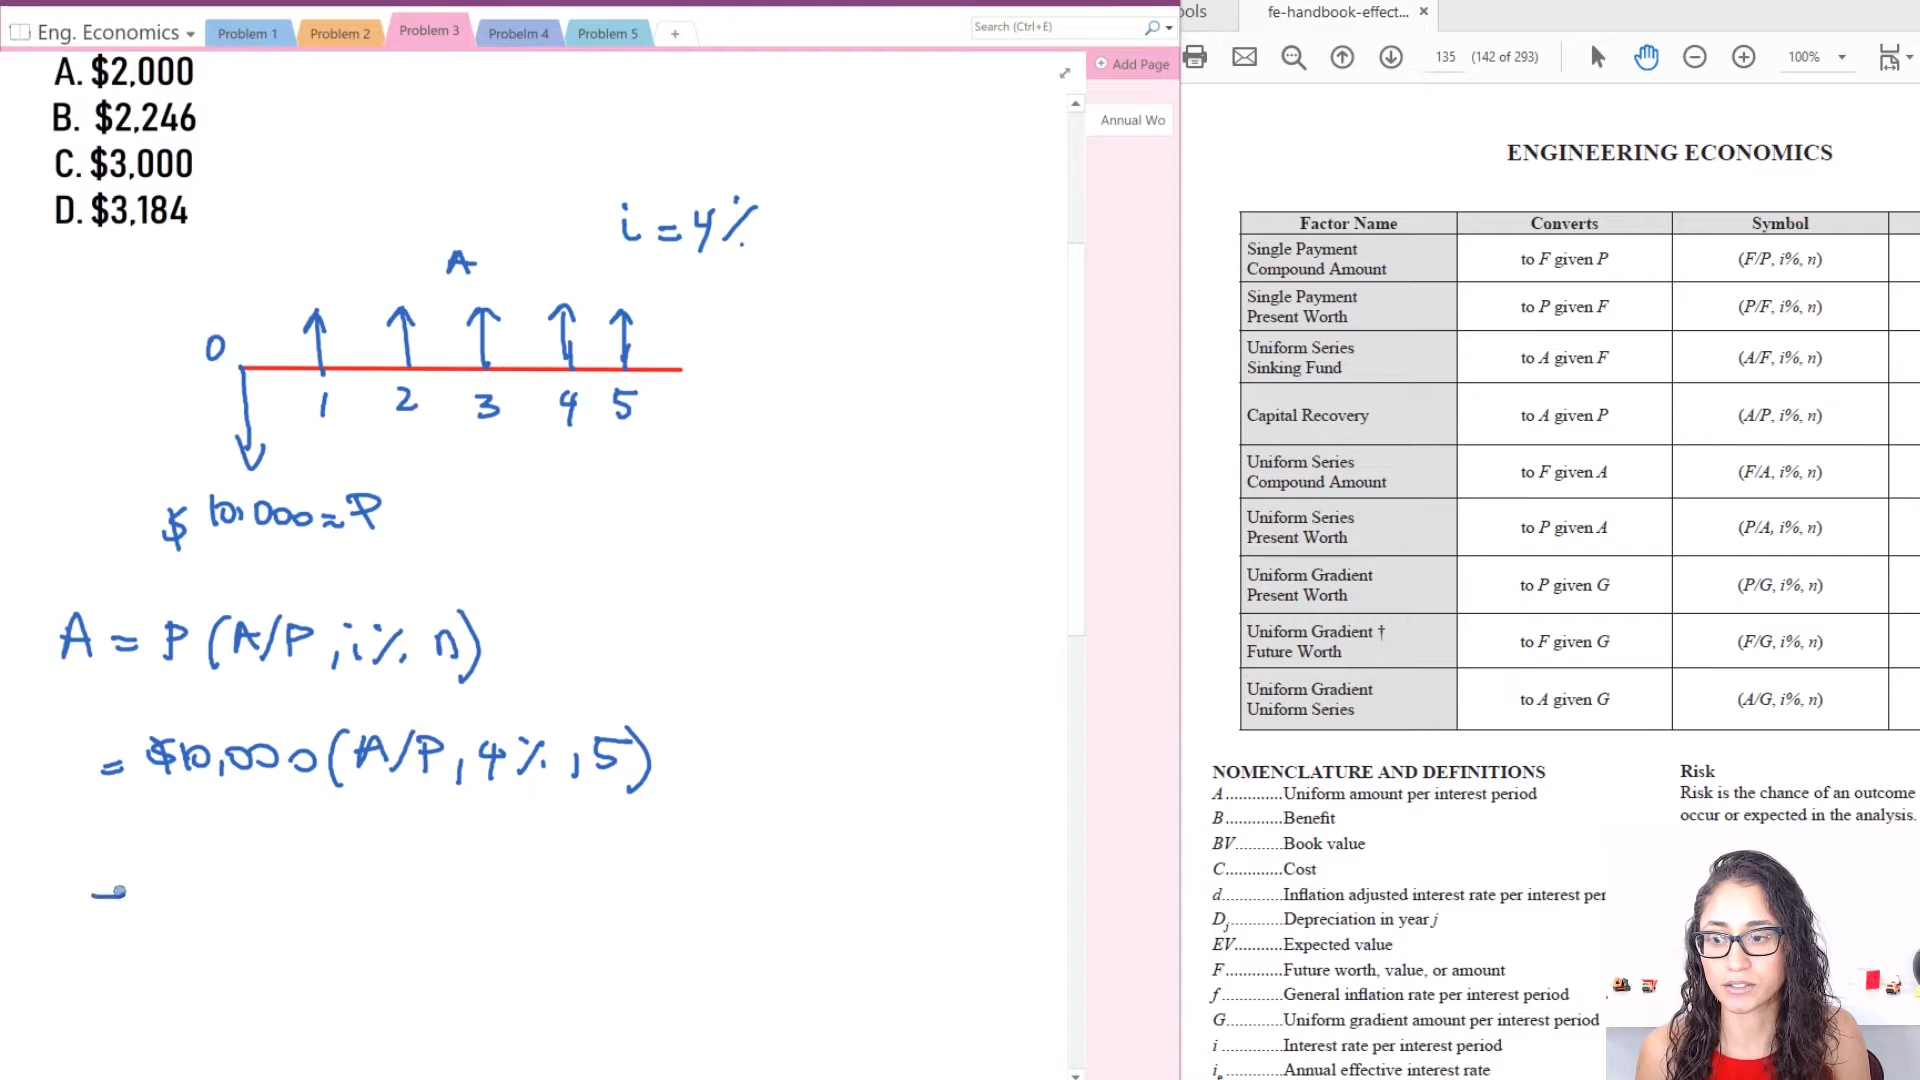 Eng. Economics
Problem 1
Problem 2
Problem 3
Probelm 4
Problem 5
+
Search (Ctrl+E)
Add Page
Annual Wo
A. $2,000
B. $2,246
C. $3,000
D. $3,184
i = 4%
A
0
1 2 3 4 5
$ 10,000 = P
A = P (A/P, i% n)
= $10,000 (A/P, 4%, 5)
ols
fe-handbook-effect...
135
(142 of 293)
100%
ENGINEERING ECONOMICS
Factor Name Converts Symbol
Single Payment
Compound Amount
to F given P
(F/P, i%, n)
Single Payment
Present Worth
to P given F
(P/F, i%, n)
Uniform Series
Sinking Fund
to A given F
(A/F, i%, n)
Capital Recovery
to A given P
(A/P, i%, n)
Uniform Series
Compound Amount
to F given A
(F/A, i%, n)
Uniform Series
Present Worth
to P given A
(P/A, i%, n)
Uniform Gradient
Present Worth
to P given G
(P/G, i%, n)
Uniform Gradient †
Future Worth
to F given G
(F/G, i%, n)
Uniform Gradient
Uniform Series
to A given G
(A/G, i%, n)
NOMENCLATURE AND DEFINITIONS
A ............Uniform amount per interest period
B ............Benefit
BV..........Book value
C ............Cost
d.............Inflation adjusted interest rate per interest per
Dj...........Depreciation in year j
EV..........Expected value
F ............Future worth, value, or amount
f .............General inflation rate per interest period
G............Uniform gradient amount per interest period
i .............Interest rate per interest period
ie............Annual effective interest rate
Risk
Risk is the chance of an outcome
occur or expected in the analysis.